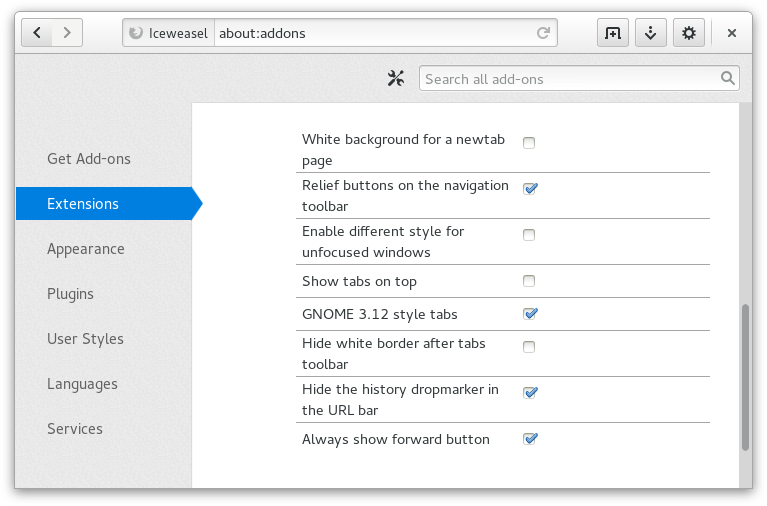 Iceweasel about:addons
Search all add-ons
Get Add-ons
Extensions
Appearance
Plugins
User Styles
Languages
Services
White background for a newtab
page
Relief buttons on the navigation
toolbar
Enable different style for
unfocused windows
Show tabs on top
GNOME 3.12 style tabs
Hide white border after tabs
toolbar
Hide the history dropmarker in
the URL bar
Always show forward button